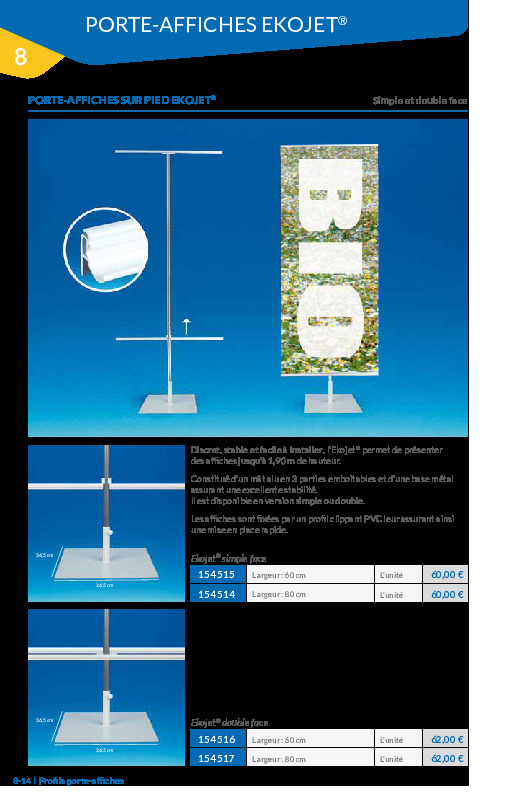 PORTE-AFFICHES EKOJET®
8
PORTE-AFFICHES SUR PIED EKOJET®
Simple et double face
BIO
Discret, stable et facile à installer, l'Ekojet® permet de présenter
des affiches jusqu'à 1,90 m de hauteur.
Constitué d'un mât alu en 3 parties emboîtables et d'une base métal
assurant une excellente stabilité.
Il est disponible en version simple ou double.
Les affiches sont fixées par un profil clippant PVC leur assurant ainsi
une mise en place rapide.
36,5 cm
36,5 cm
Ekojet® simple face
154515 Largeur : 60 cm L'unité 60,00 €
154514 Largeur : 80 cm L'unité 60,00 €
36,5 cm
36,5 cm
Ekojet® double face
154516 Largeur : 60 cm L'unité 62,00 €
154517 Largeur : 80 cm L'unité 62,00 €
8-14 | Profils porte-affiches